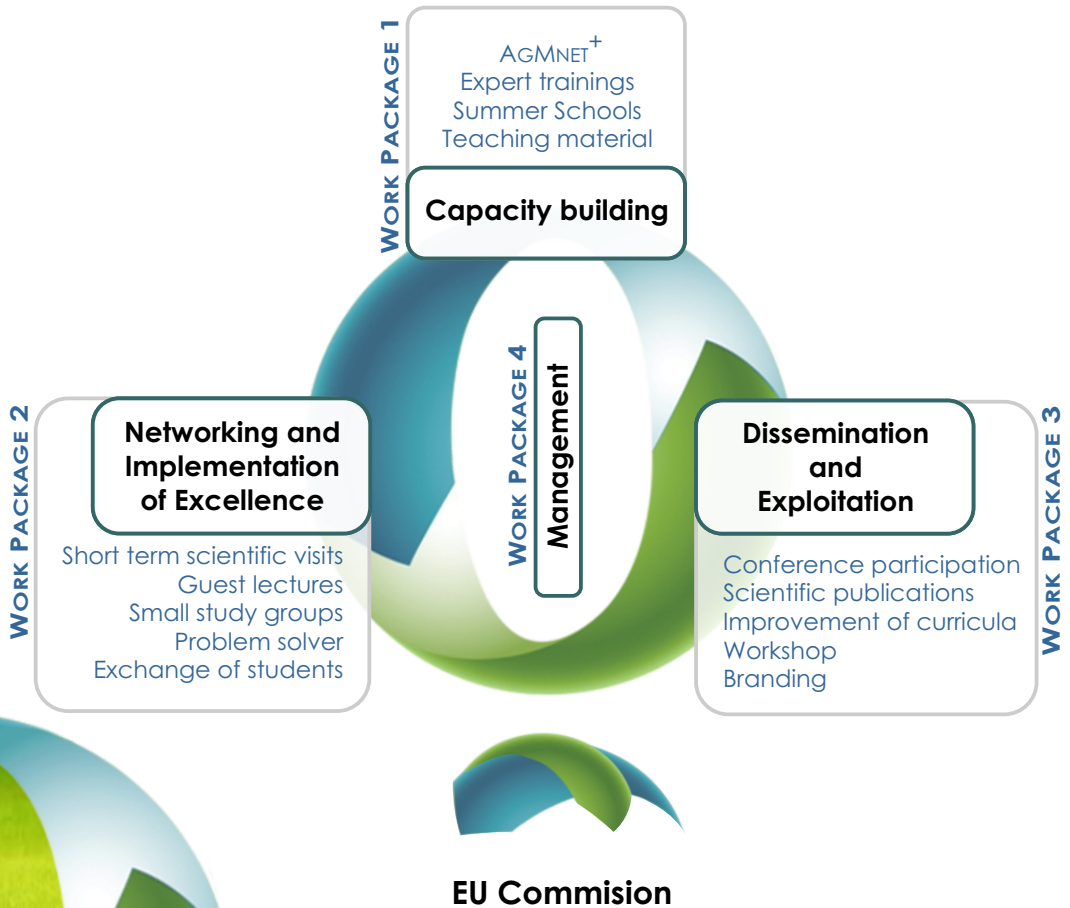 WORK PACKAGE 1
AGMNET+
Expert trainings
Summer Schools
Teaching material
Capacity building
WORK PACKAGE 4
Management
WORK PACKAGE 2
Networking and
Implementation
of Excellence
Short term scientific visits
Guest lectures
Small study groups
Problem solver
Exchange of students
Dissemination
and
Exploitation
WORK PACKAGE 3
Conference participation
Scientific publications
Improvement of curricula
Workshop
Branding
EU Commision